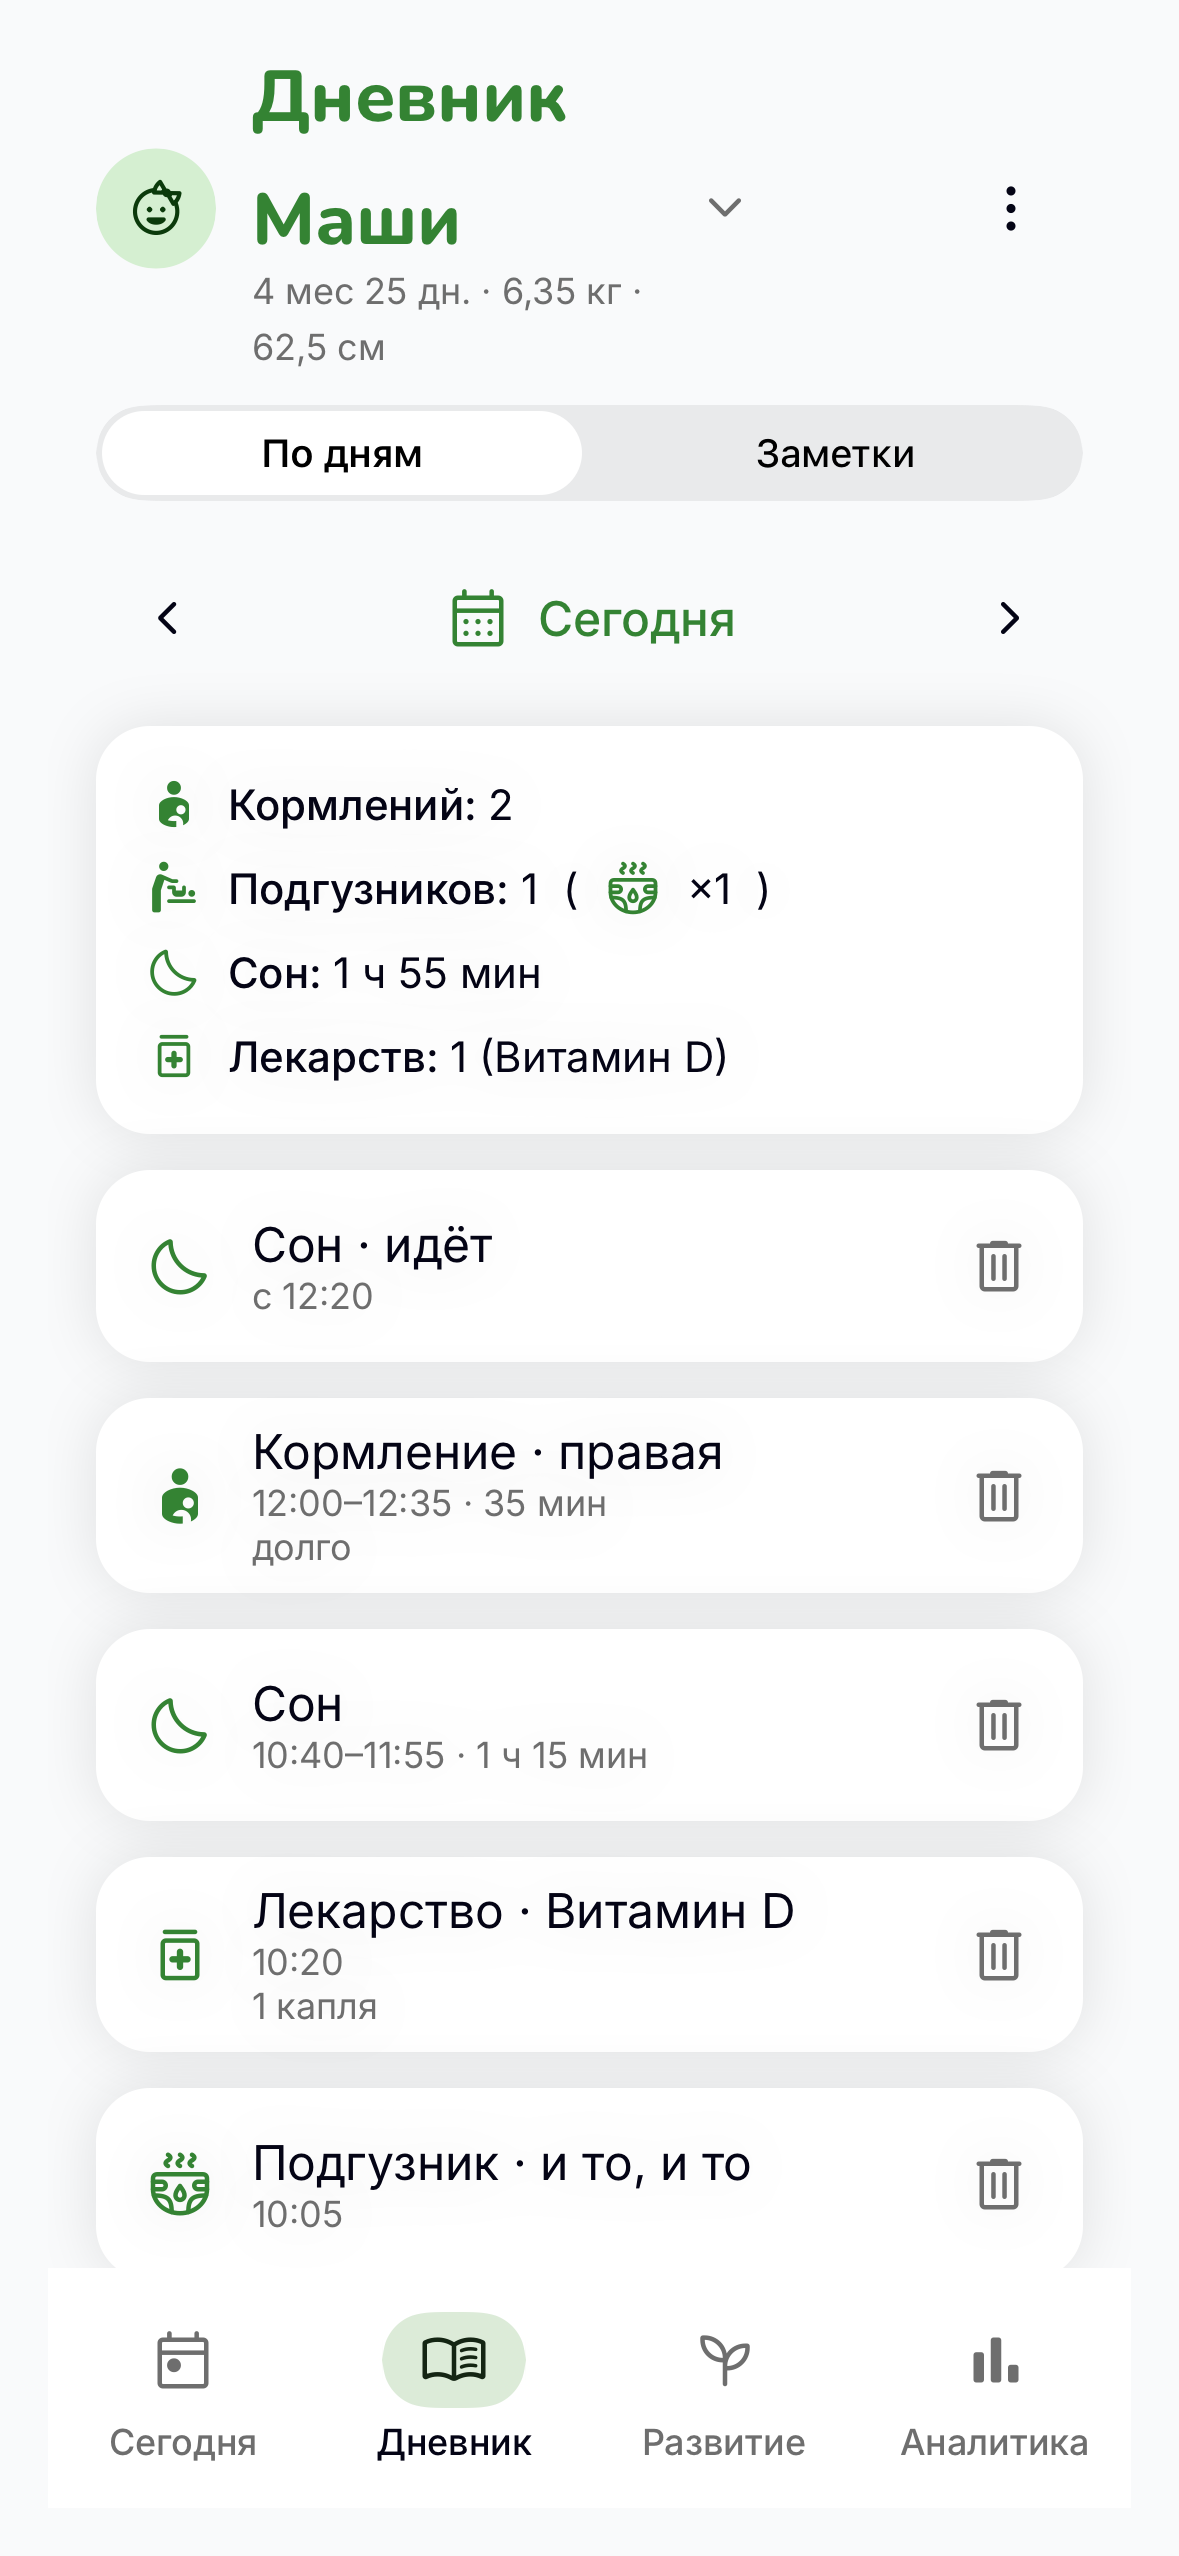 Дневник
Маши
4 мес 25 дн. · 6,35 кг ·
62,5 см
По дням
Заметки
Сегодня
Кормлений: 2
Подгузников: 1 ( ×1 )
Сон: 1 ч 55 мин
Лекарств: 1 (Витамин D)
Сон · идёт
с 12:20
Кормление · правая
12:00–12:35 · 35 мин
долго
Сон
10:40–11:55 · 1 ч 15 мин
Лекарство · Витамин D
10:20
1 капля
Подгузник · и то, и то
10:05
Сегодня
Дневник
Развитие
Аналитика